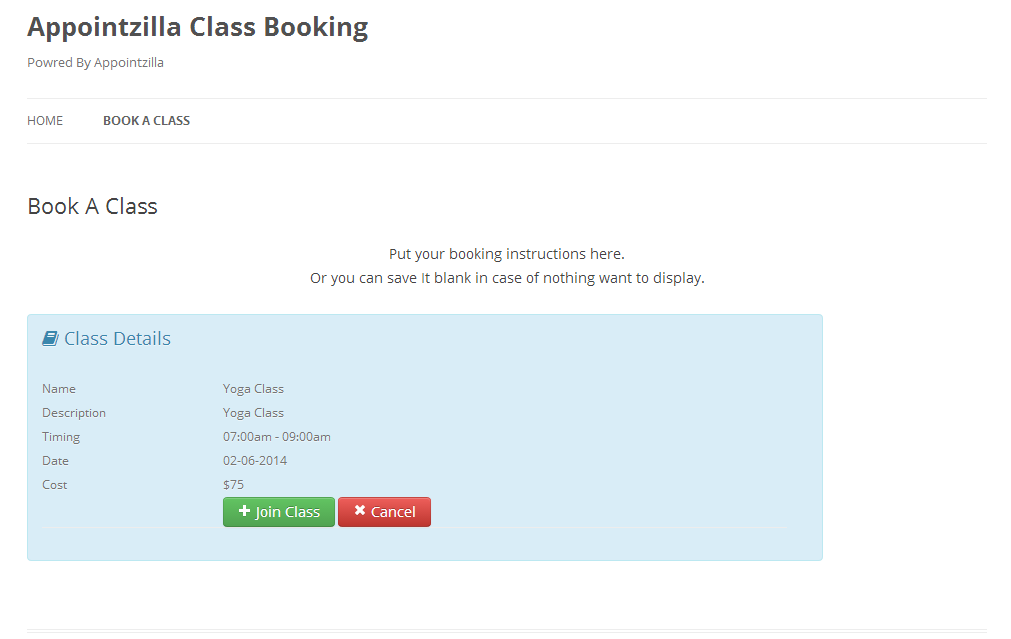 Appointzilla Class Booking
Powred By Appointzilla
HOME BOOK A CLASS
Book A Class
Put your booking instructions here.
Or you can save It blank in case of nothing want to display.
Class Details
Name Yoga Class
Description Yoga Class
Timing 07:00am - 09:00am
Date 02-06-2014
Cost $75
Join Class Cancel